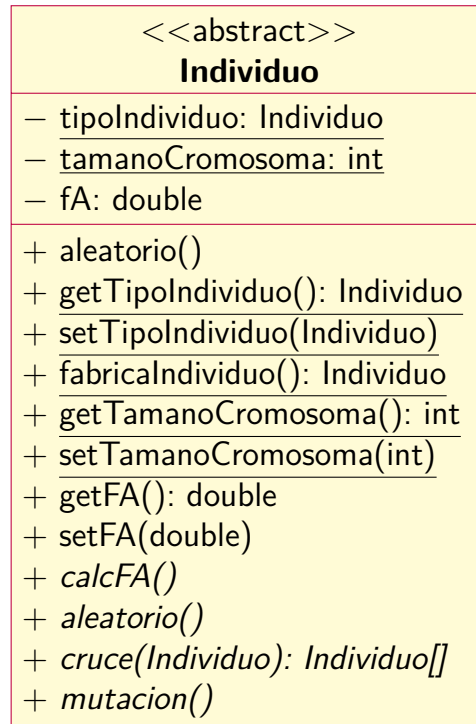 <<abstract>>
Individuo
− tipoIndividuo: Individuo
− tamanoCromosoma: int
− fA: double
+ aleatorio()
+ getTipoIndividuo(): Individuo
+ setTipoIndividuo(Individuo)
+ fabricaIndividuo(): Individuo
+ getTamanoCromosoma(): int
+ setTamanoCromosoma(int)
+ getFA(): double
+ setFA(double)
+ calcFA()
+ aleatorio()
+ cruce(Individuo): Individuo[]
+ mutacion()